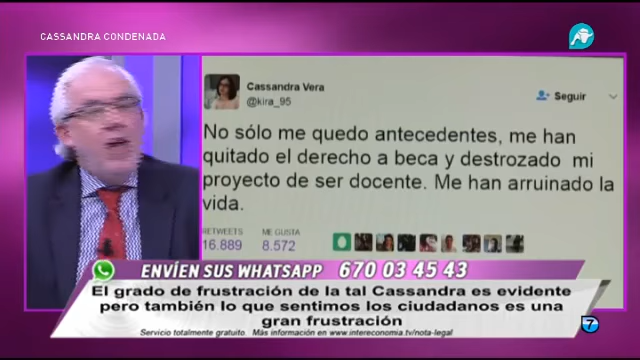 CASSANDRA CONDENADA
Cassandra Vera
@kira_95
Seguir
No sólo me quedo antecedentes, me han
quitado el derecho a beca y destrozado mi
proyecto de ser docente. Me han arruinado la
vida.
RETWEETS ME GUSTA
16.889 8.572
ENVÍEN SUS WHATSAPP 670 03 45 43
El grado de frustración de la tal Cassandra es evidente
pero también lo que sentimos los ciudadanos es una
gran frustración
Servicio totalmente gratuito. Más información en www.intereconomia.tv/nota-legal
7